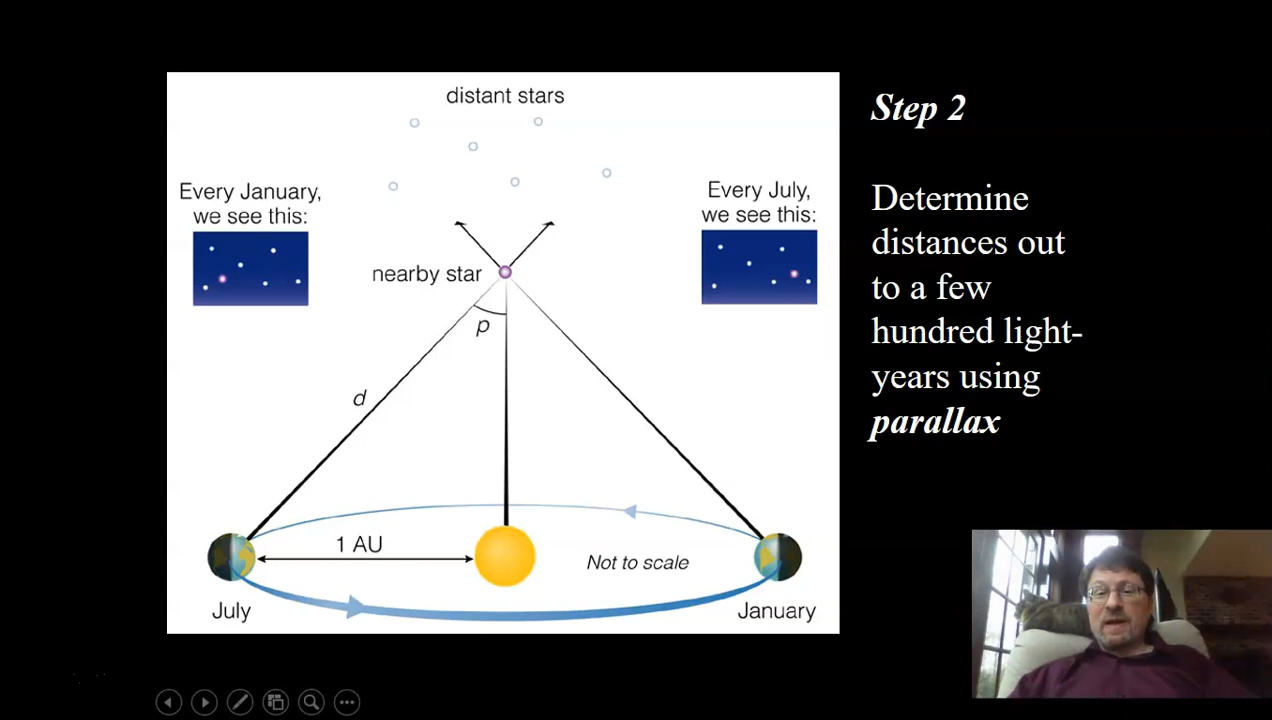 distant stars
Every January,
we see this:
Every July,
we see this:
nearby star
p
d
1 AU
Not to scale
July
January
Step 2
Determine
distances out
to a few
hundred light-
years using
parallax